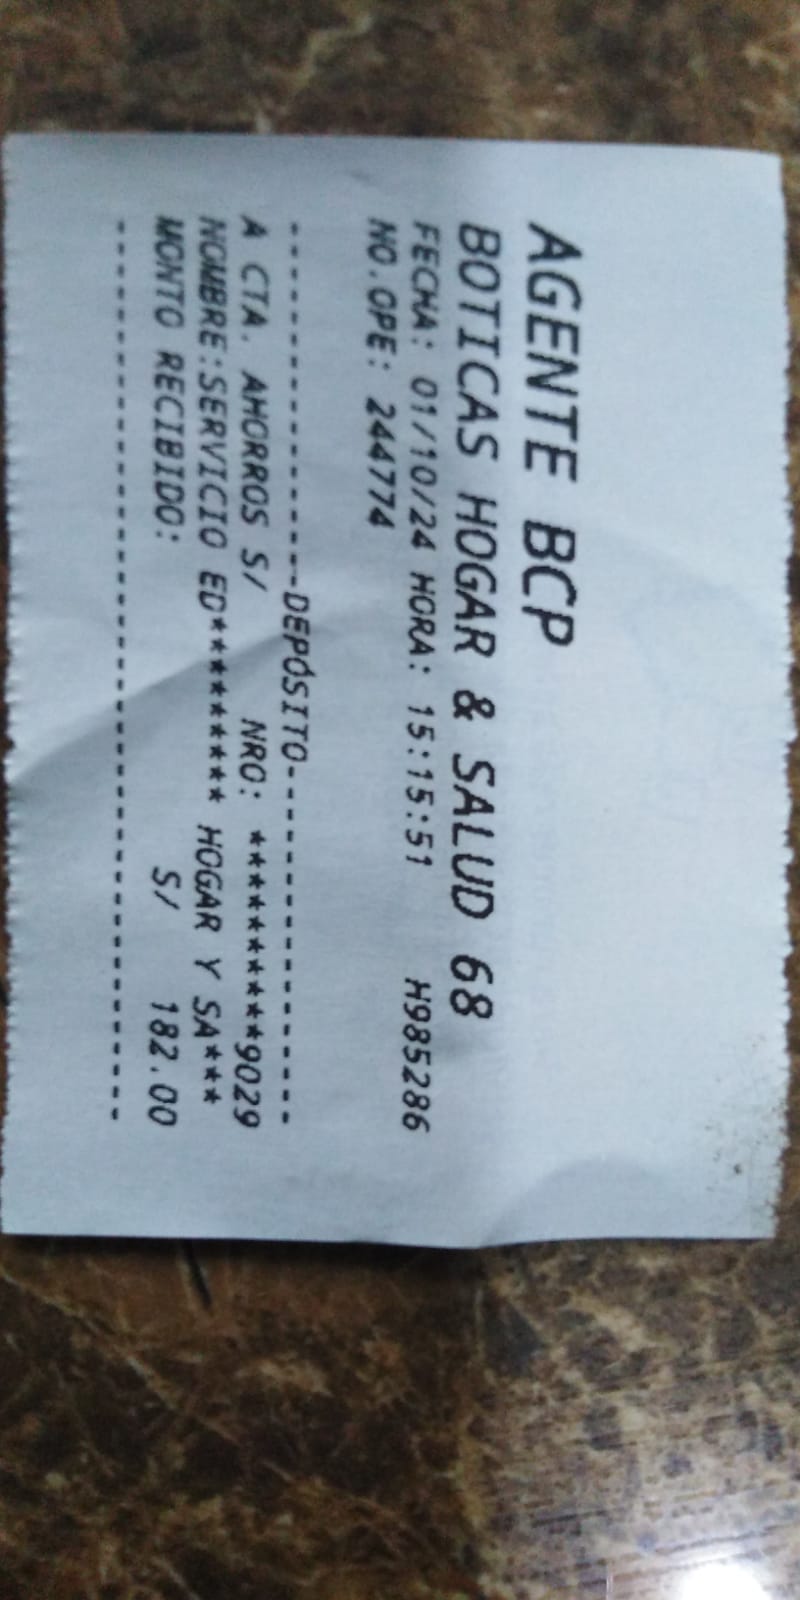 AGENTE BCP
BOTICAS HOGAR & SALUD 68
FECHA: 01/10/24 HORA: 15:15:51 H985286
NO.OPE: 244774
------------------DEPÓSITO------------------
A CTA. AHORROS S/ NRO: **********9029
NOMBRE:SERVICIO ED********* HOGAR Y SA***
MONTO RECIBIDO: S/ 182.00
--------------------------------------------